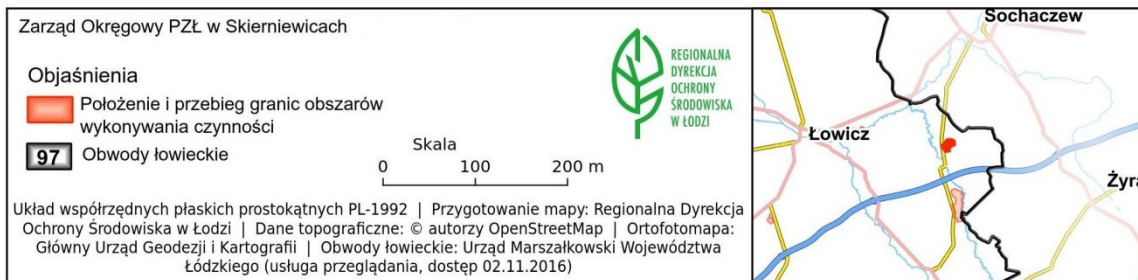 Zarząd Okręgowy PZŁ w Skierniewicach
Objaśnienia
Położenie i przebieg granic obszarów
wykonywania czynności
97 Obwody łowieckie
REGIONALNA
DYREKCJA
OCHRONY
ŚRODOWISKA
W ŁODZI
Skala
0 100 200 m
Układ współrzędnych płaskich prostokątnych PL-1992 | Przygotowanie mapy: Regionalna Dyrekcja
Ochrony Środowiska w Łodzi | Dane topograficzne: © autorzy OpenStreetMap | Ortofotomapa:
Główny Urząd Geodezji i Kartografii | Obwody łowieckie: Urząd Marszałkowski Województwa
Łódzkiego (usługa przeglądania, dostęp 02.11.2016)
Sochaczew
Łowicz
Żyra